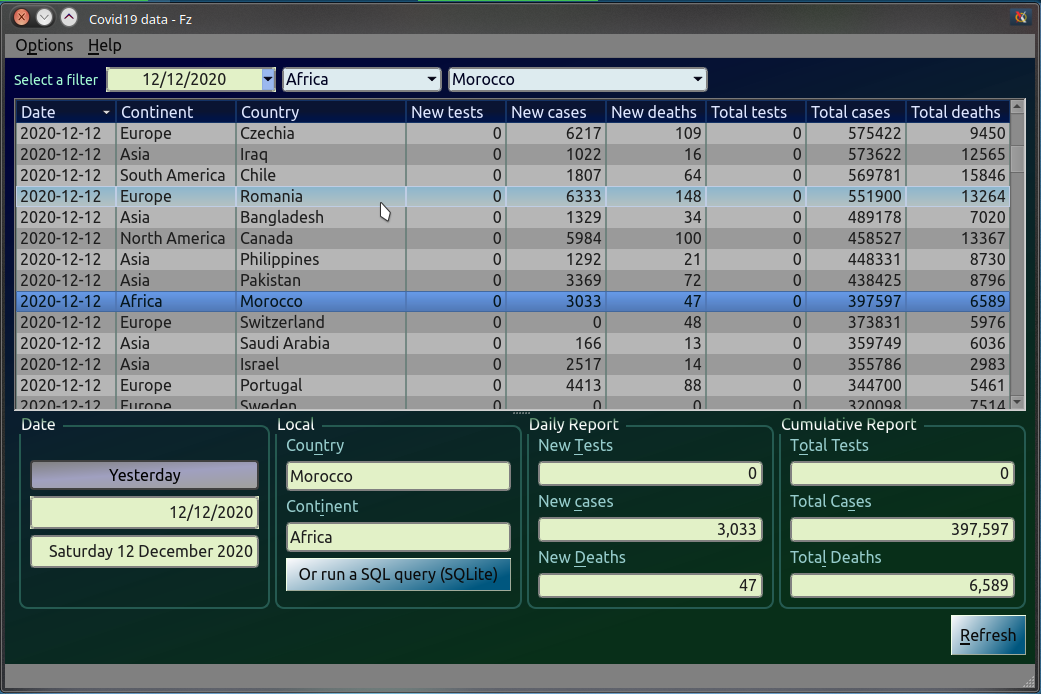 Covid19 data - Fz
Options Help
Select a filter 12/12/2020 Africa Morocco
Date Continent Country New tests New cases New deaths Total tests Total cases Total deaths
2020-12-12 Europe Czechia 0 6217 109 0 575422 9450
2020-12-12 Asia Iraq 0 1022 16 0 573622 12565
2020-12-12 South America Chile 0 1807 64 0 569781 15846
2020-12-12 Europe Romania 0 6333 148 0 551900 13264
2020-12-12 Asia Bangladesh 0 1329 34 0 489178 7020
2020-12-12 North America Canada 0 5984 100 0 458527 13367
2020-12-12 Asia Philippines 0 1292 21 0 448331 8730
2020-12-12 Asia Pakistan 0 3369 72 0 438425 8796
2020-12-12 Africa Morocco 0 3033 47 0 397597 6589
2020-12-12 Europe Switzerland 0 0 48 0 373831 5976
2020-12-12 Asia Saudi Arabia 0 166 13 0 359749 6036
2020-12-12 Asia Israel 0 2517 14 0 355786 2983
2020-12-12 Europe Portugal 0 4413 88 0 344700 5461
2020-12-12 Europe Sweden 0 0 0 0 320098 7514
Date Local Daily Report Cumulative Report
Country New Tests Total Tests
Yesterday Morocco 0 0
12/12/2020 Continent New cases Total Cases
Saturday 12 December 2020 Africa 3,033 397,597
New Deaths Total Deaths
Or run a SQL query (SQLite) 47 6,589
Refresh